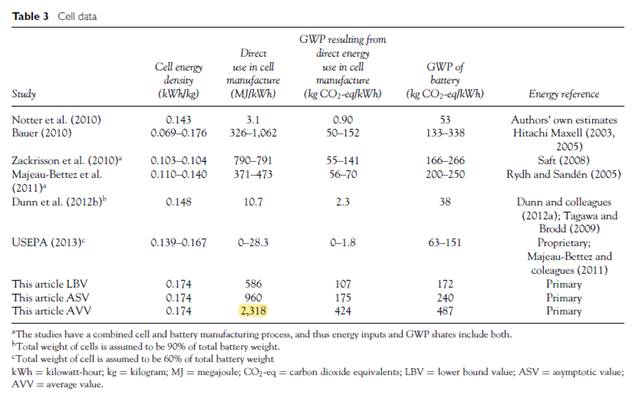 Table 3 Cell data
GWP resulting from
Direct direct energy
Cell energy use in cell use in cell GWP of
density manufacture manufacture battery
Study (kWh/kg) (MJ/kWh) (kg CO2-eq/kWh) (kg CO2-eq/kWh) Energy reference
Notter et al. (2010) 0.143 3.1 0.90 53 Authors' own estimates
Bauer (2010) 0.069–0.176 326–1,062 50–152 133–338 Hitachi Maxell (2003,
2005)
Zackrisson et al. (2010)a 0.103–0.104 790–791 55–141 166–266 Saft (2008)
Majeau-Bettez et al. 0.110–0.140 371–473 56–70 200–250 Rydh and Sandén (2005)
(2011)a
Dunn et al. (2012b)b 0.148 10.7 2.3 38 Dunn and colleagues
(2012a); Tagawa and
Brodd (2009)
USEPA (2013)c 0.139–0.167 0–28.3 0–1.8 63–151 Proprietary;
Majeau-Bettez and
coleagues (2011)
This article LBV 0.174 586 107 172 Primary
This article ASV 0.174 960 175 240 Primary
This article AVV 0.174 2,318 424 487 Primary
aThe studies have a combined cell and battery manufacturing process, and thus energy inputs and GWP shares include both.
bTotal weight of cells is assumed to be 90% of total battery weight.
cTotal weight of cell is assumed to be 60% of total battery weight
kWh = kilowatt-hour; kg = kilogram; MJ = megajoule; CO2-eq = carbon dioxide equivalents; LBV = lower bound value; ASV = asymptotic value;
AVV = average value.